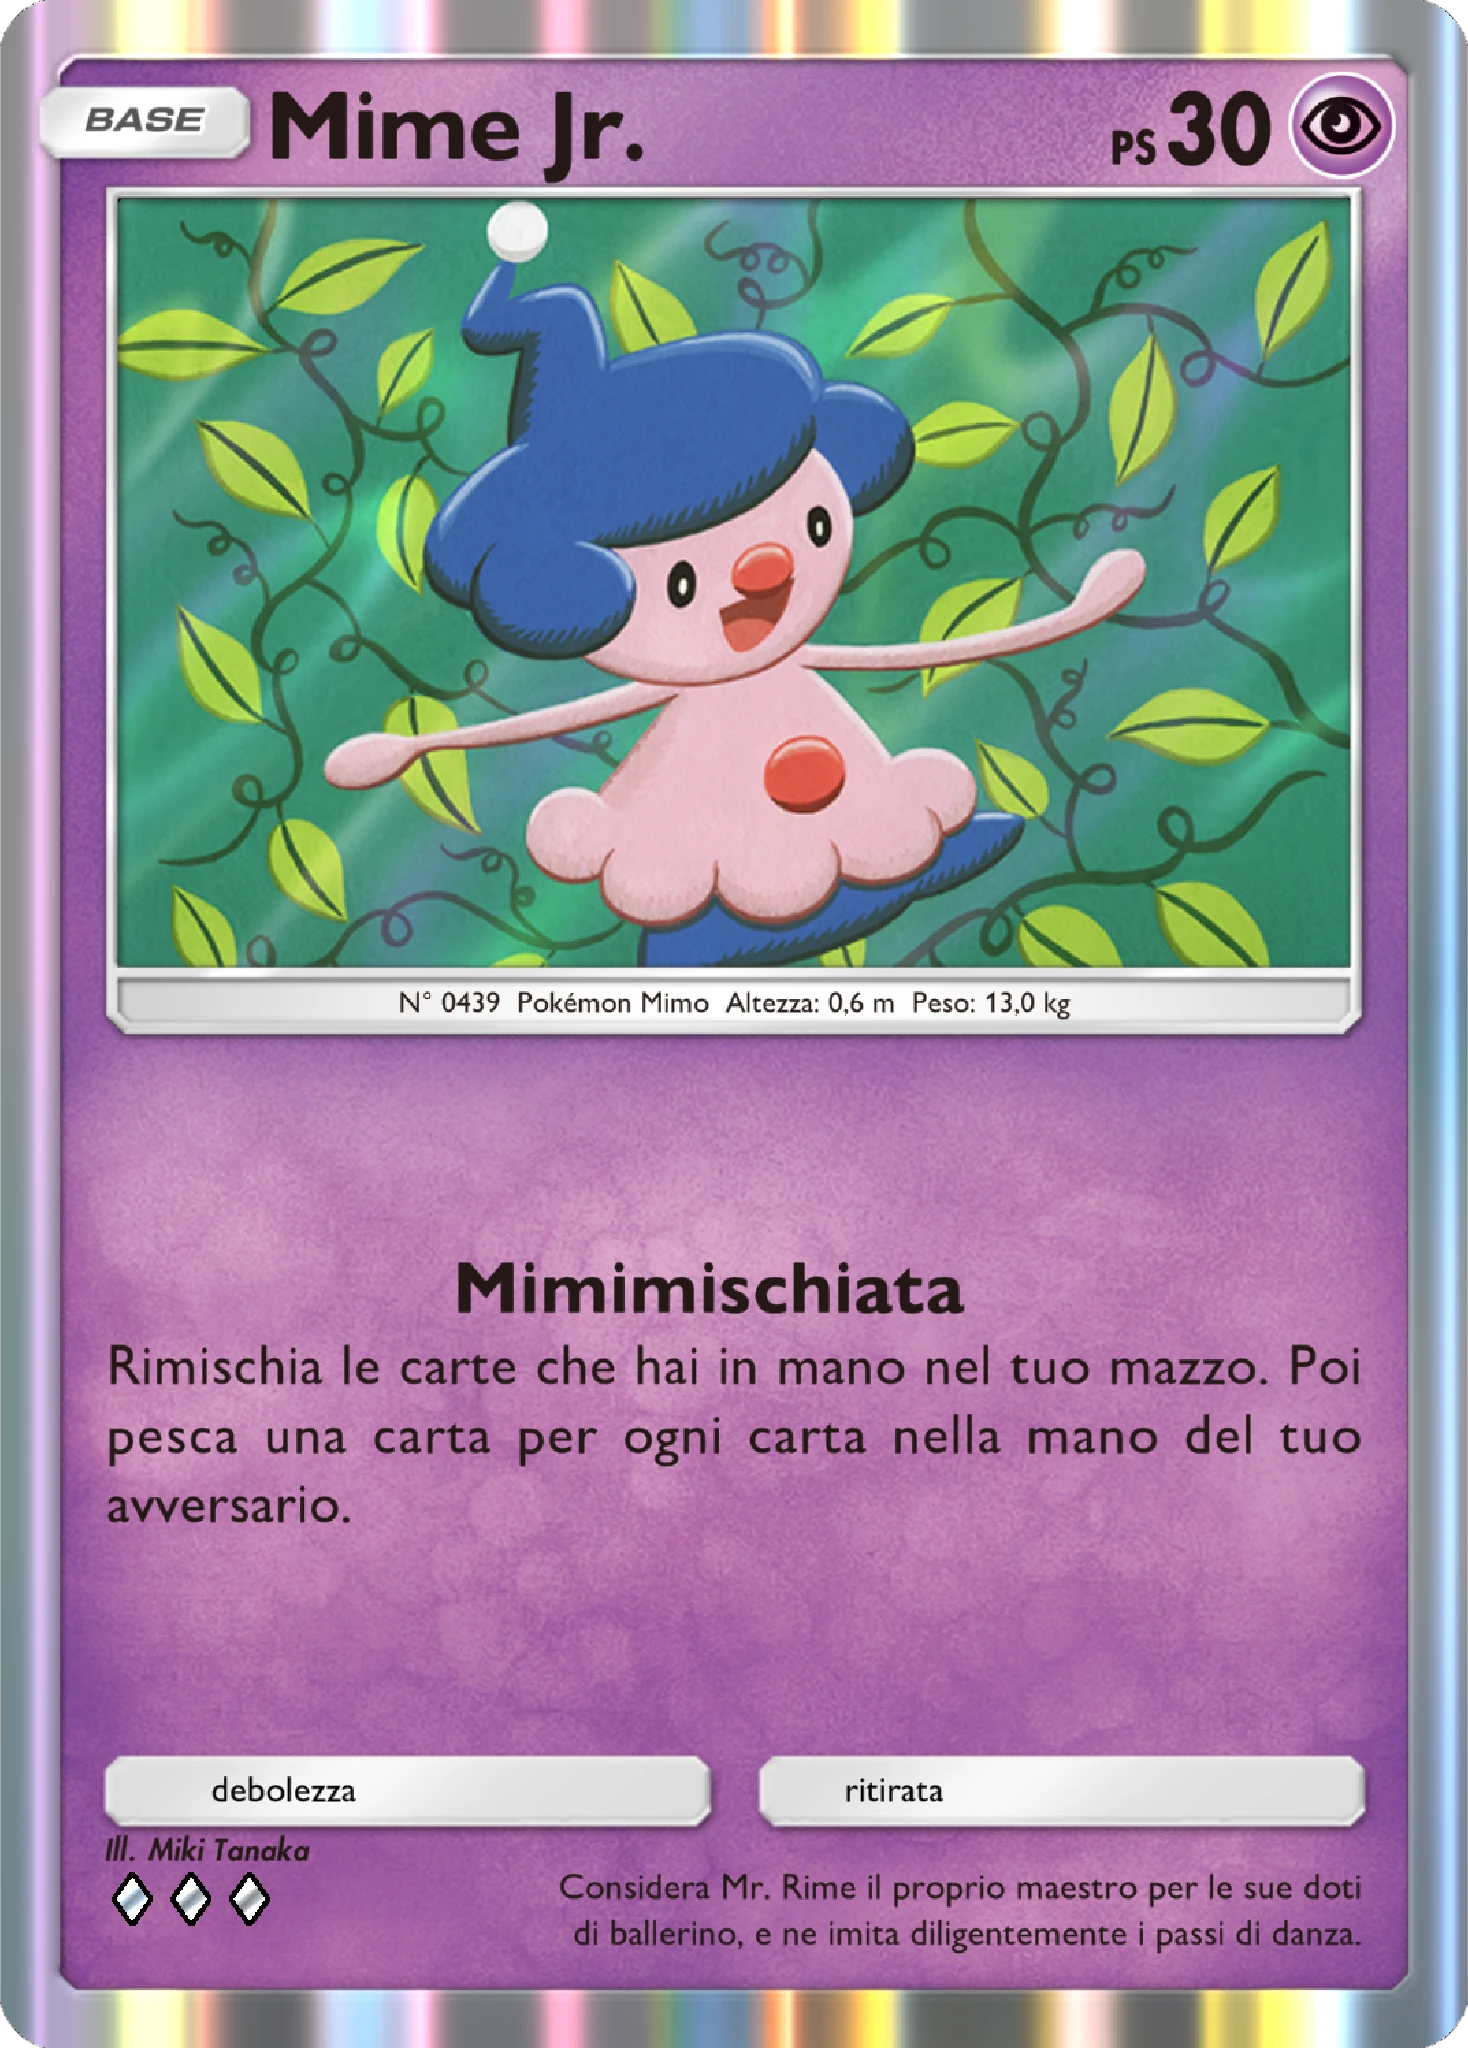 BASE Mime Jr. PS 30
N° 0439 Pokémon Mimo Altezza: 0,6 m Peso: 13,0 kg
Mimimischiata
Rimischia le carte che hai in mano nel tuo mazzo. Poi
pesca una carta per ogni carta nella mano del tuo
avversario.
debolezza ritirata
Ill. Miki Tanaka
Considera Mr. Rime il proprio maestro per le sue doti
di ballerino, e ne imita diligentemente i passi di danza.